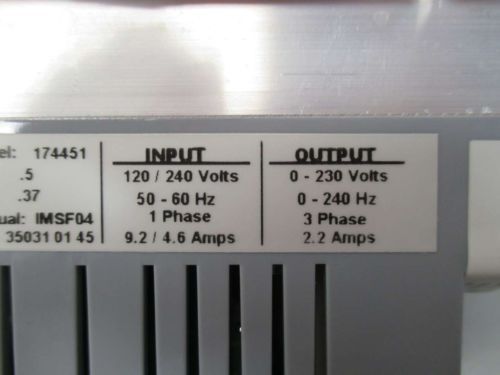 el: 174451
.5
.37
ual: IMSF04
35031 01 45
INPUT
120 / 240 Volts
50 - 60 Hz
1 Phase
9.2 / 4.6 Amps
OUTPUT
0 - 230 Volts
0 - 240 Hz
3 Phase
2.2 Amps